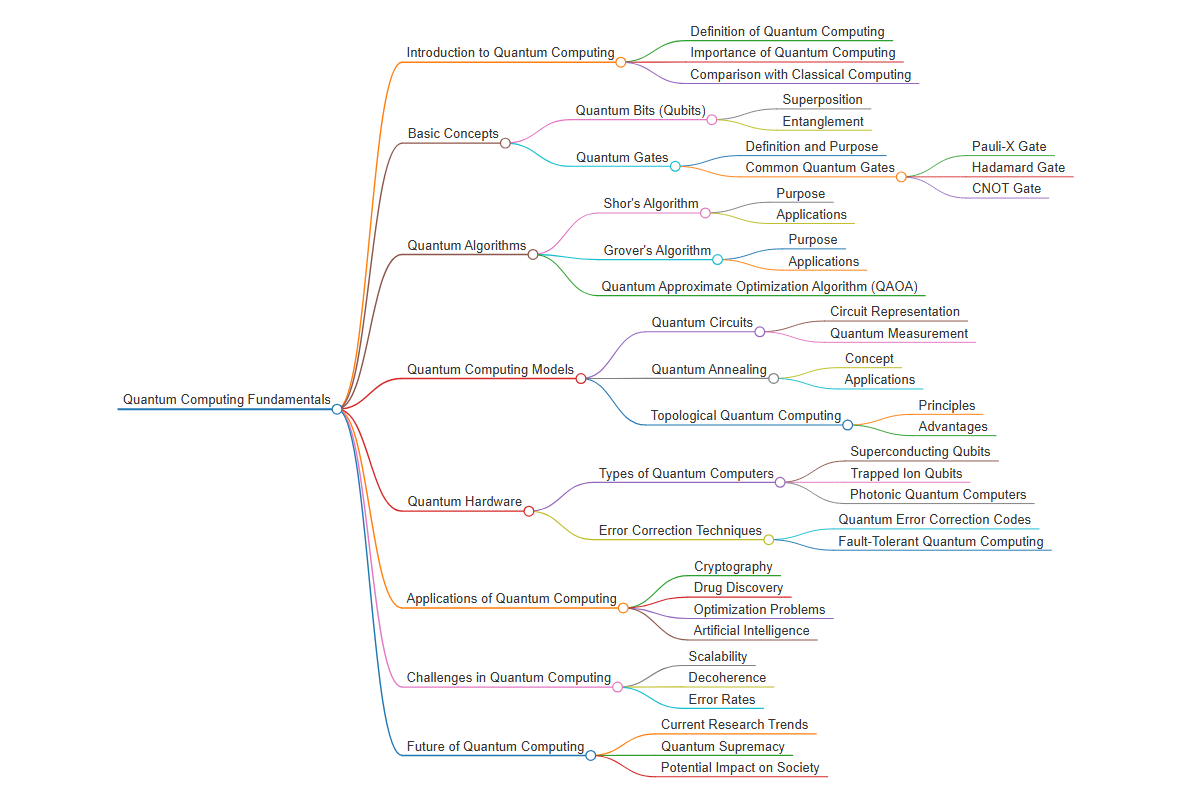 Quantum Computing Fundamentals
Introduction to Quantum Computing
Definition of Quantum Computing
Importance of Quantum Computing
Comparison with Classical Computing
Basic Concepts
Quantum Bits (Qubits)
Superposition
Entanglement
Quantum Gates
Definition and Purpose
Common Quantum Gates
Pauli-X Gate
Hadamard Gate
CNOT Gate
Quantum Algorithms
Shor's Algorithm
Purpose
Applications
Grover's Algorithm
Purpose
Applications
Quantum Approximate Optimization Algorithm (QAOA)
Quantum Computing Models
Quantum Circuits
Circuit Representation
Quantum Measurement
Quantum Annealing
Concept
Applications
Topological Quantum Computing
Principles
Advantages
Quantum Hardware
Types of Quantum Computers
Superconducting Qubits
Trapped Ion Qubits
Photonic Quantum Computers
Error Correction Techniques
Quantum Error Correction Codes
Fault-Tolerant Quantum Computing
Applications of Quantum Computing
Cryptography
Drug Discovery
Optimization Problems
Artificial Intelligence
Challenges in Quantum Computing
Scalability
Decoherence
Error Rates
Future of Quantum Computing
Current Research Trends
Quantum Supremacy
Potential Impact on Society